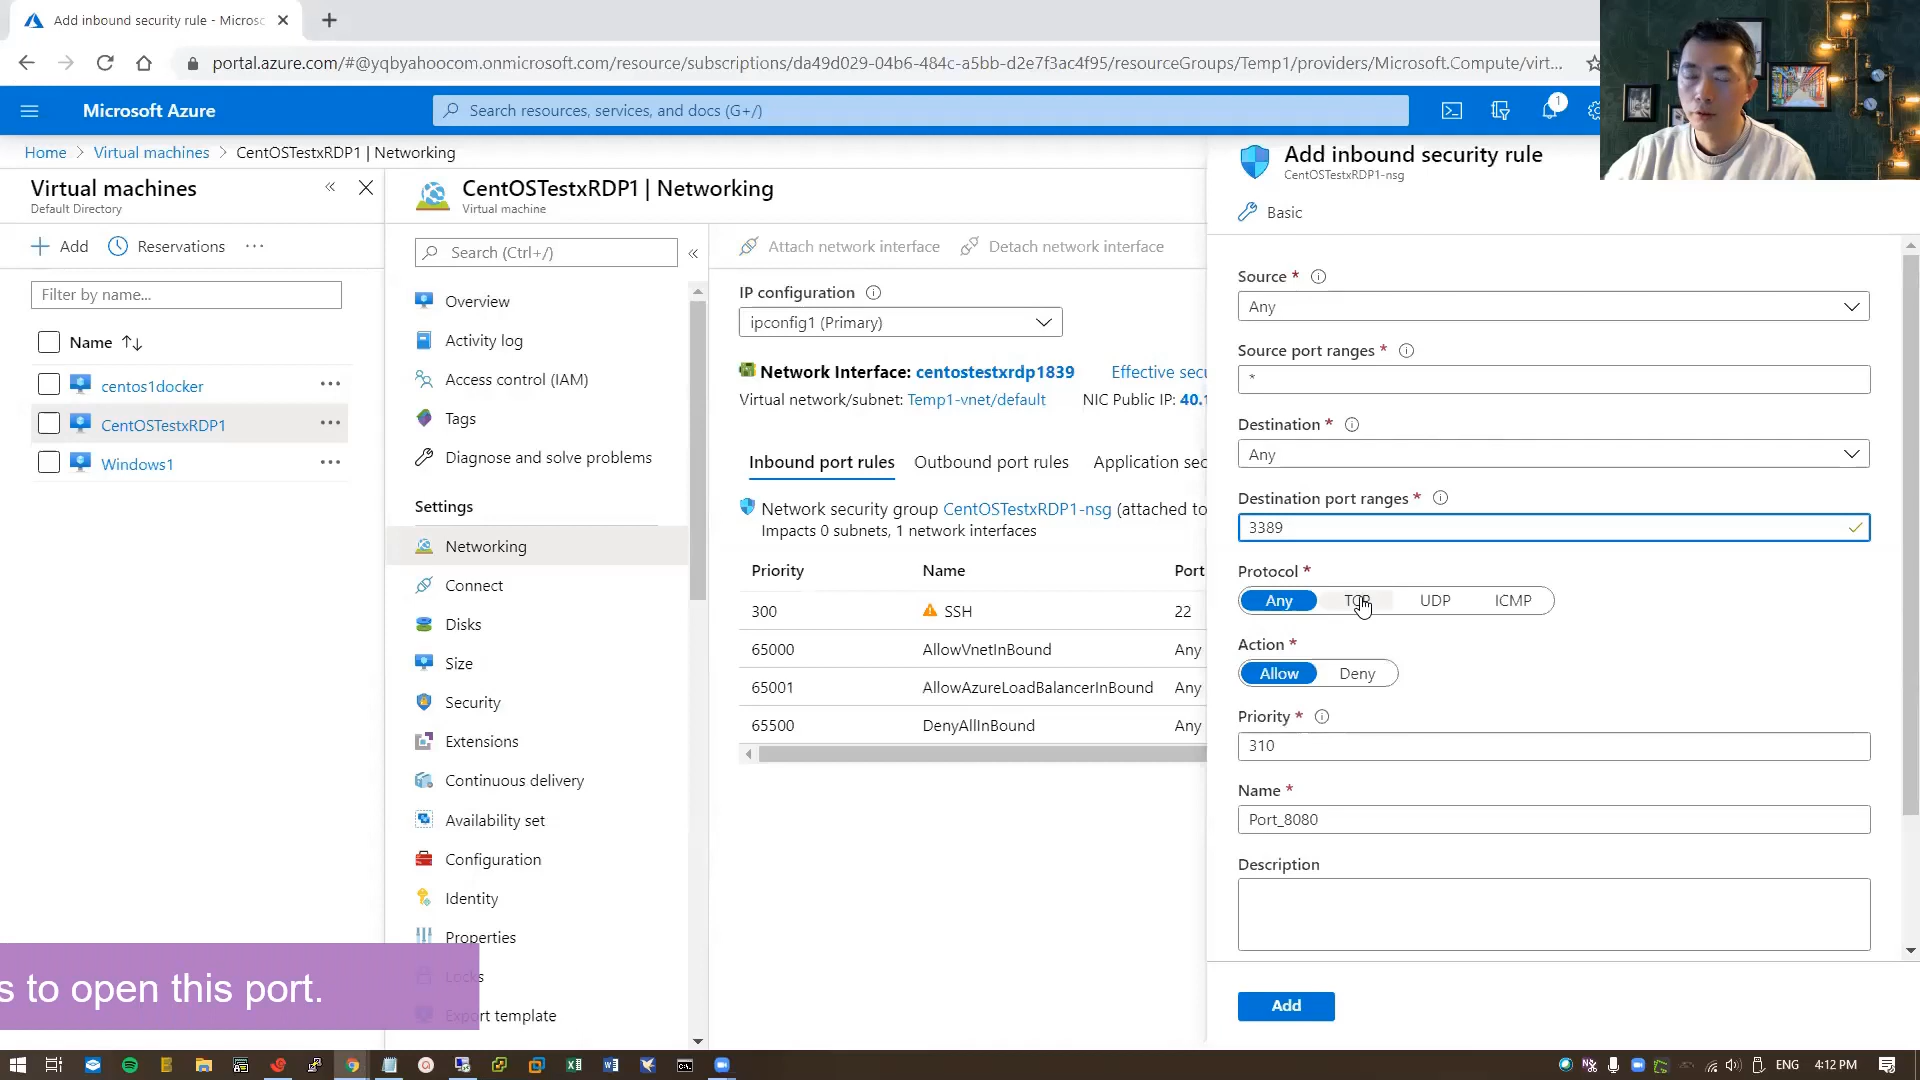 Add inbound security rule - Micros
portal.azure.com/#@yqbyahoocom.onmicrosoft.com/resource/subscriptions/da49d029-04b6-484c-a5bb-d2e7f3ac4f95/resourceGroups/Temp1/providers/Microsoft.Compute/virt...
Microsoft Azure
Search resources, services, and docs (G+/)
1
Home > Virtual machines > CentOSTestxRDP1 | Networking
Virtual machines
Default Directory
Add
Reservations
Filter by name...
Name
centos1docker
CentOSTestxRDP1
Windows1
CentOSTestxRDP1 | Networking
Virtual machine
Search (Ctrl+/)
Overview
Activity log
Access control (IAM)
Tags
Diagnose and solve problems
Settings
Networking
Connect
Disks
Size
Security
Extensions
Continuous delivery
Availability set
Configuration
Identity
Properties
Locks
Export template
Attach network interface
Detach network interface
IP configuration
ipconfig1 (Primary)
Network Interface: centostestxrdp1839 Effective secu
Virtual network/subnet: Temp1-vnet/default NIC Public IP: 40.1
Inbound port rules Outbound port rules Application sec
Network security group CentOSTestxRDP1-nsg (attached to
Impacts 0 subnets, 1 network interfaces
Priority Name Port
300 SSH 22
65000 AllowVnetInBound Any
65001 AllowAzureLoadBalancerInBound Any
65500 DenyAllInBound Any
Add inbound security rule
CentOSTestxRDP1-nsg
Basic
Source *
Any
Source port ranges *
*
Destination *
Any
Destination port ranges *
3389
Protocol *
Any TCP UDP ICMP
Action *
Allow Deny
Priority *
310
Name *
Port_8080
Description
Add
s to open this port.
ENG 4:12 PM